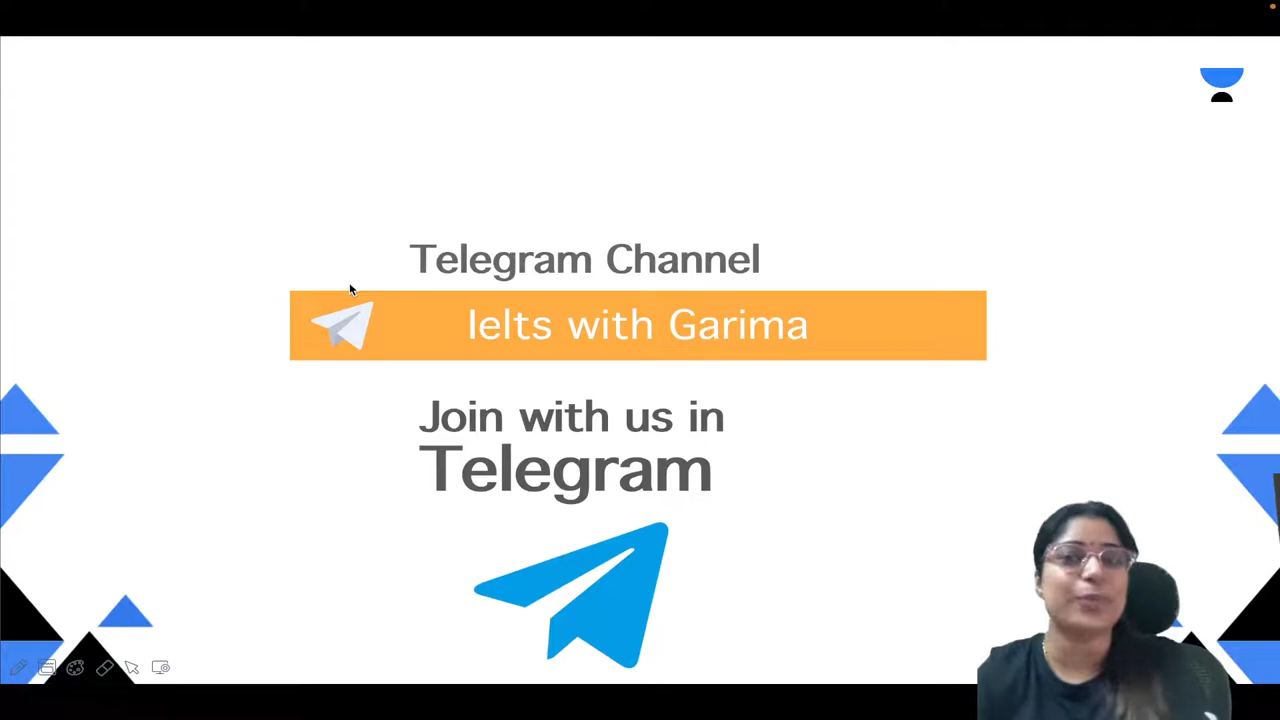 Telegram Channel
Ielts with Garima
Join with us in
Telegram